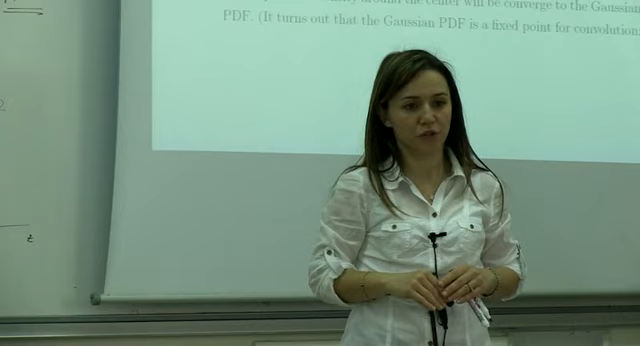 around the center will be converge to the Gaussian
PDF. (It turns out that the Gaussian PDF is a fixed point for convolution: